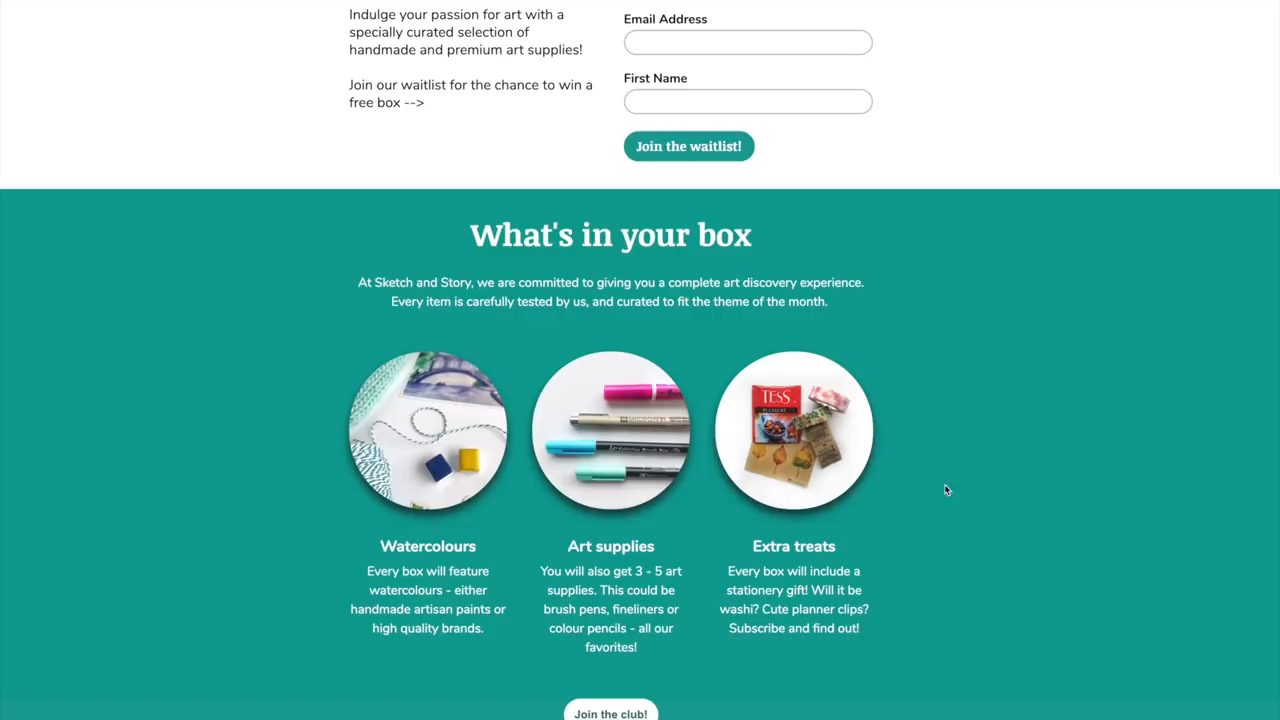 Indulge your passion for art with a
specially curated selection of
handmade and premium art supplies!
Join our waitlist for the chance to win a
free box -->
Email Address
First Name
Join the waitlist!
What's in your box
At Sketch and Story, we are committed to giving you a complete art discovery experience.
Every item is carefully tested by us, and curated to fit the theme of the month.
TESS
PLEASURE
MICRON
Watercolours
Every box will feature
watercolours - either
handmade artisan paints or
high quality brands.
Art supplies
You will also get 3 - 5 art
supplies. This could be
brush pens, fineliners or
colour pencils - all our
favorites!
Extra treats
Every box will include a
stationery gift! Will it be
washi? Cute planner clips?
Subscribe and find out!
Join the club!